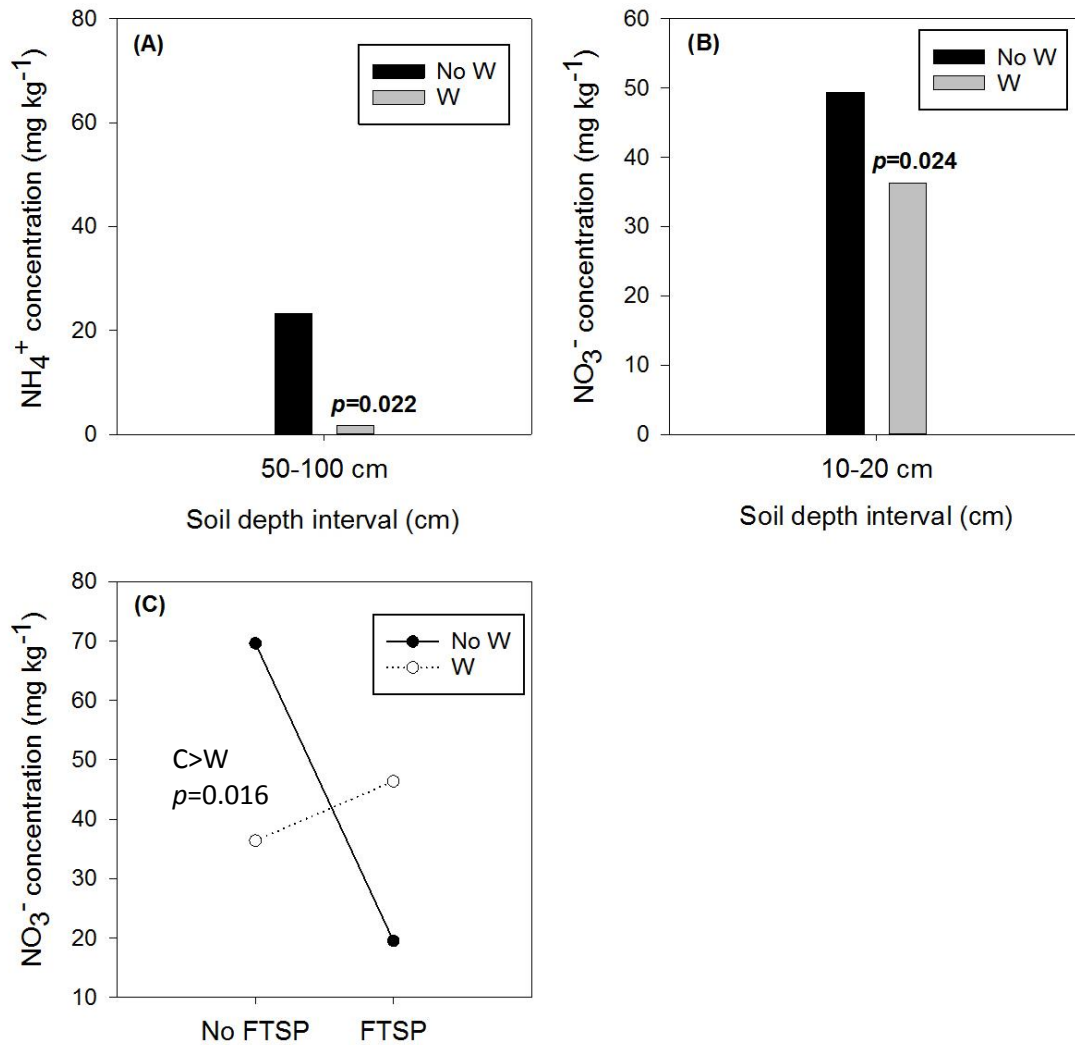 (A)
No W
W
80
60
40
20
0
NH₄⁺ concentration (mg kg⁻¹)
p=0.022
50-100 cm
Soil depth interval (cm)
(B)
No W
W
60
50
40
30
20
10
0
NO₃⁻ concentration (mg kg⁻¹)
p=0.024
10-20 cm
Soil depth interval (cm)
(C)
No W
W
80
70
60
50
40
30
20
10
NO₃⁻ concentration (mg kg⁻¹)
C>W
p=0.016
No FTSP FTSP